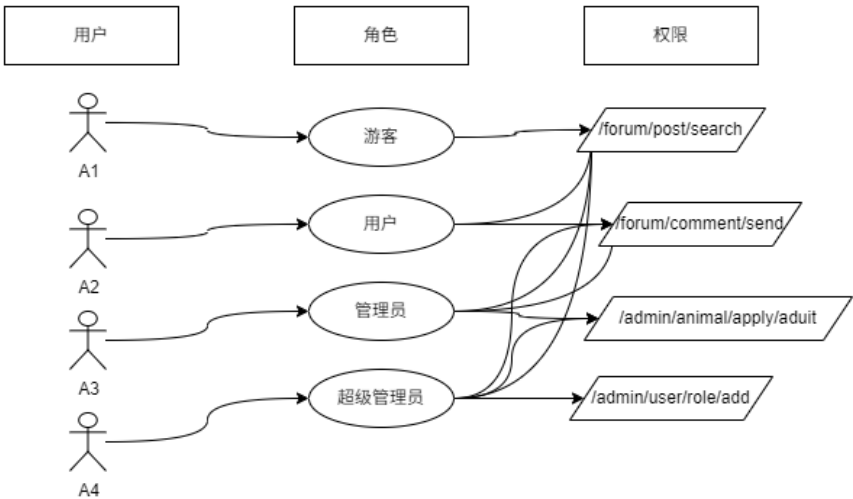 用户
角色
权限
A1
游客
/forum/post/search
A2
用户
/forum/comment/send
A3
管理员
/admin/animal/apply/aduit
A4
超级管理员
/admin/user/role/add